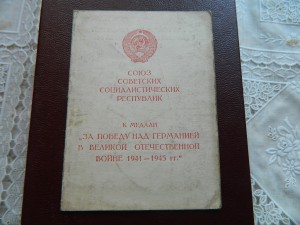 СОЮЗ
СОВЕТСКИХ
СОЦИАЛИСТИЧЕСКИХ
РЕСПУБЛИК
К МЕДАЛИ
„ЗА ПОБЕДУ НАД ГЕРМАНИЕЙ
В ВЕЛИКОЙ ОТЕЧЕСТВЕННОЙ
ВОЙНЕ 1941—1945 гг.“